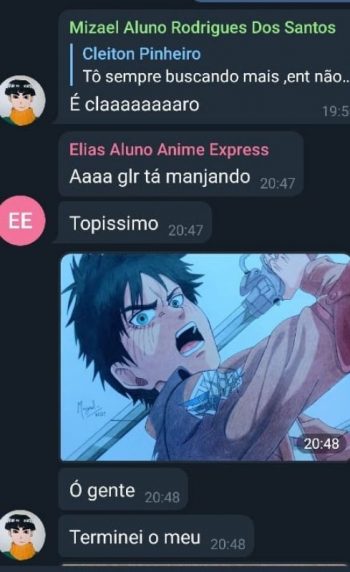 Mizael Aluno Rodrigues Dos Santos
Cleiton Pinheiro
Tô sempre buscando mais ,ent não...
É claaaaaaaaro
19:5
Elias Aluno Anime Express
Aaaa glr tá manjando 20:47
EE
Topissimo 20:47
20:48
Ó gente 20:48
Terminei o meu 20:48